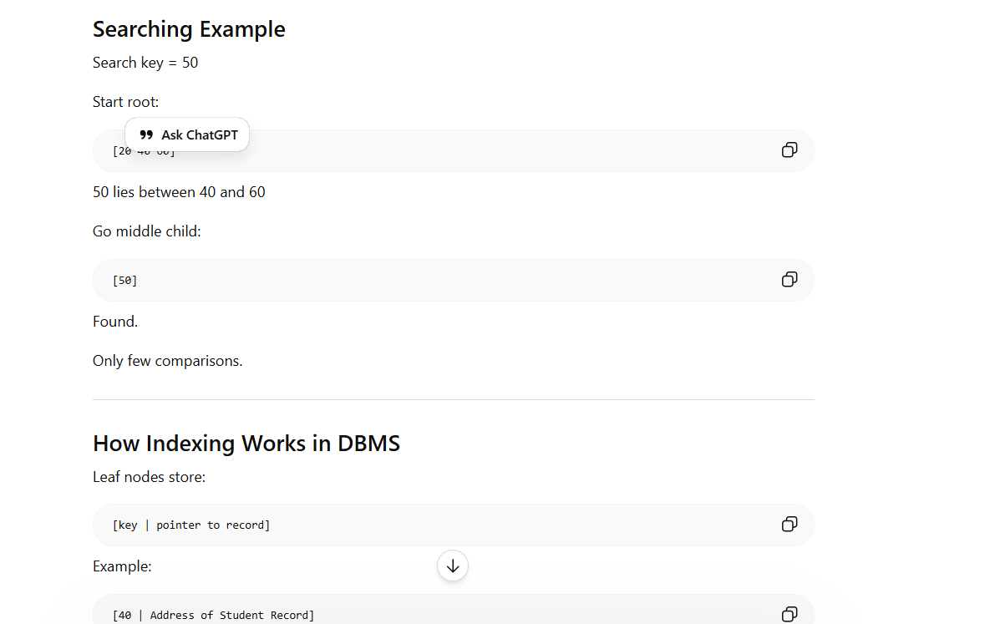 Searching Example
Search key = 50
Start root:
Ask ChatGPT
[20 40 60]
50 lies between 40 and 60
Go middle child:
[50]
Found.
Only few comparisons.
How Indexing Works in DBMS
Leaf nodes store:
[key | pointer to record]
Example:
[40 | Address of Student Record]